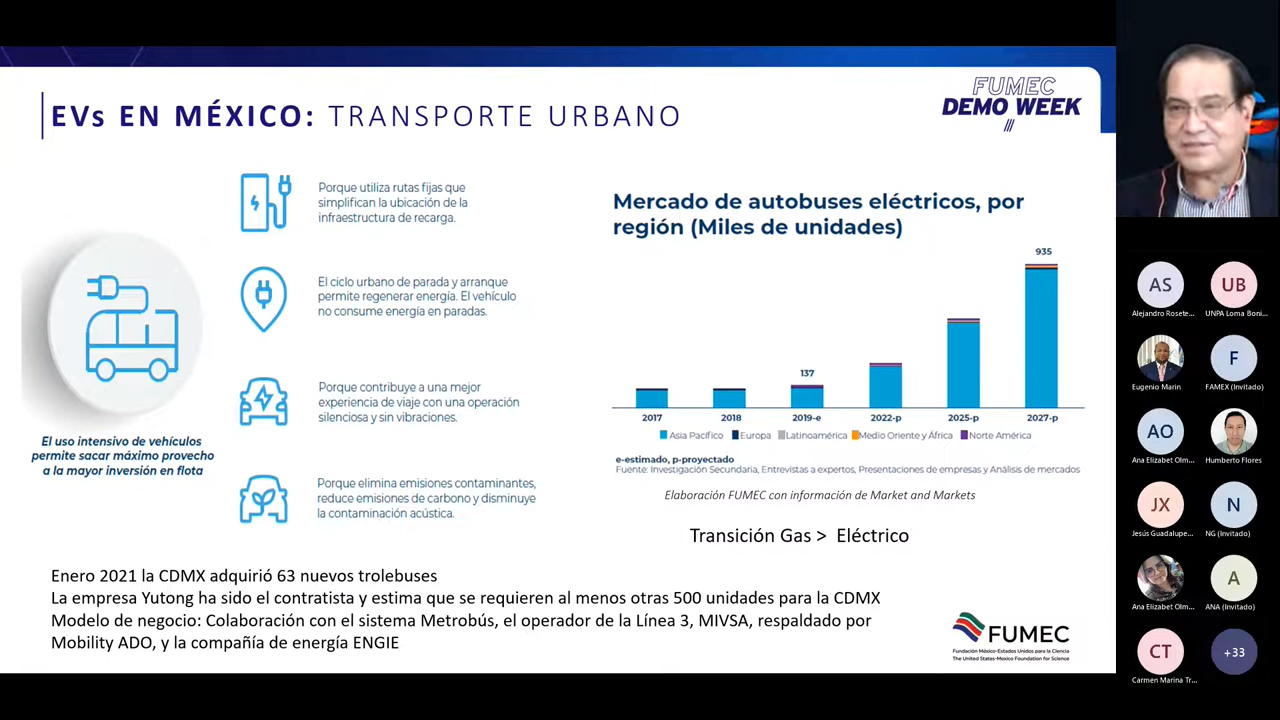 FUMEC
DEMO WEEK
///
EVs EN MÉXICO: TRANSPORTE URBANO
Porque utiliza rutas fijas que
simplifican la ubicación de la
infraestructura de recarga.
El ciclo urbano de parada y arranque
permite regenerar energía. El vehículo
no consume energía en paradas.
Porque contribuye a una mejor
experiencia de viaje con una operación
silenciosa y sin vibraciones.
Porque elimina emisiones contaminantes,
reduce emisiones de carbono y disminuye
la contaminación acústica.
El uso intensivo de vehículos
permite sacar máximo provecho
a la mayor inversión en flota
Mercado de autobuses eléctricos, por
región (Miles de unidades)
935
137
2017 2018 2019-e 2022-p 2025-p 2027-p
Asia Pacífico Europa Latinoamérica Medio Oriente y África Norte América
e-estimado, p-proyectado
Fuente: Investigación Secundaria, Entrevistas a expertos, Presentaciones de empresas y Análisis de mercados
Elaboración FUMEC con información de Market and Markets
Transición Gas > Eléctrico
Enero 2021 la CDMX adquirió 63 nuevos trolebuses
La empresa Yutong ha sido el contratista y estima que se requieren al menos otras 500 unidades para la CDMX
Modelo de negocio: Colaboración con el sistema Metrobús, el operador de la Línea 3, MIVSA, respaldado por
Mobility ADO, y la compañía de energía ENGIE
FUMEC
Fundación México-Estados Unidos para la Ciencia
The United States-Mexico Foundation for Science
AS UB
Alejandro Rosete... UNPA Loma Boni...
F
Eugenio Marin FAMEX (Invitado)
AO
Ana Elizabet Olm... Humberto Flores
JX N
Jesús Guadalupe... NG (Invitado)
A
Ana Elizabet Olm... ANA (Invitado)
CT +33
Carmen Marina Tr...